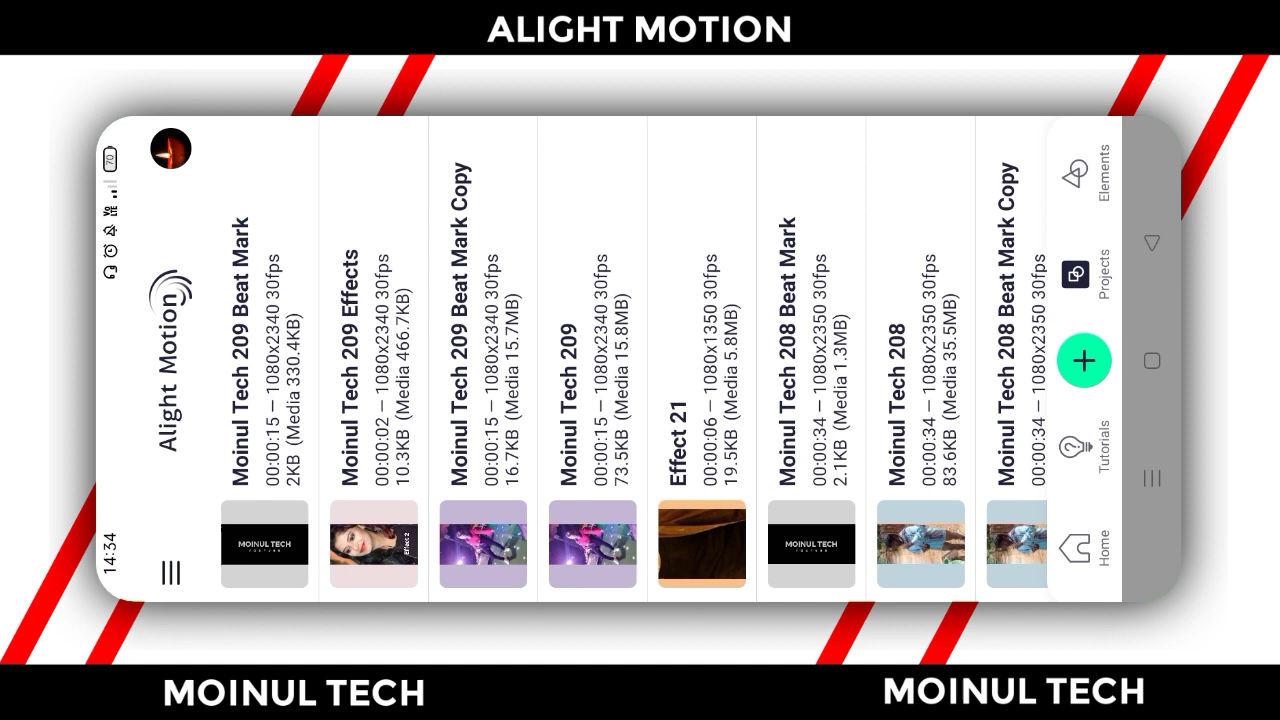 ALIGHT MOTION
14:34
70
Alight Motion
Moinul Tech 209 Beat Mark
00:00:15 – 1080x2340 30fps
2KB (Media 330.4KB)
MOINUL TECH
Moinul Tech 209 Effects
00:00:02 – 1080x2340 30fps
10.3KB (Media 466.7KB)
Effect 2
Moinul Tech 209 Beat Mark Copy
00:00:15 – 1080x2340 30fps
16.7KB (Media 15.7MB)
Moinul Tech 209
00:00:15 – 1080x2340 30fps
73.5KB (Media 15.8MB)
Effect 21
00:00:06 – 1080x1350 30fps
19.5KB (Media 5.8MB)
Moinul Tech 208 Beat Mark
00:00:34 – 1080x2350 30fps
2.1KB (Media 1.3MB)
MOINUL TECH
Moinul Tech 208
00:00:34 – 1080x2350 30fps
83.6KB (Media 35.5MB)
Moinul Tech 208 Beat Mark Copy
00:00:34 – 1080x2350 30fps
Home
Tutorials
Projects
Elements
MOINUL TECH
MOINUL TECH